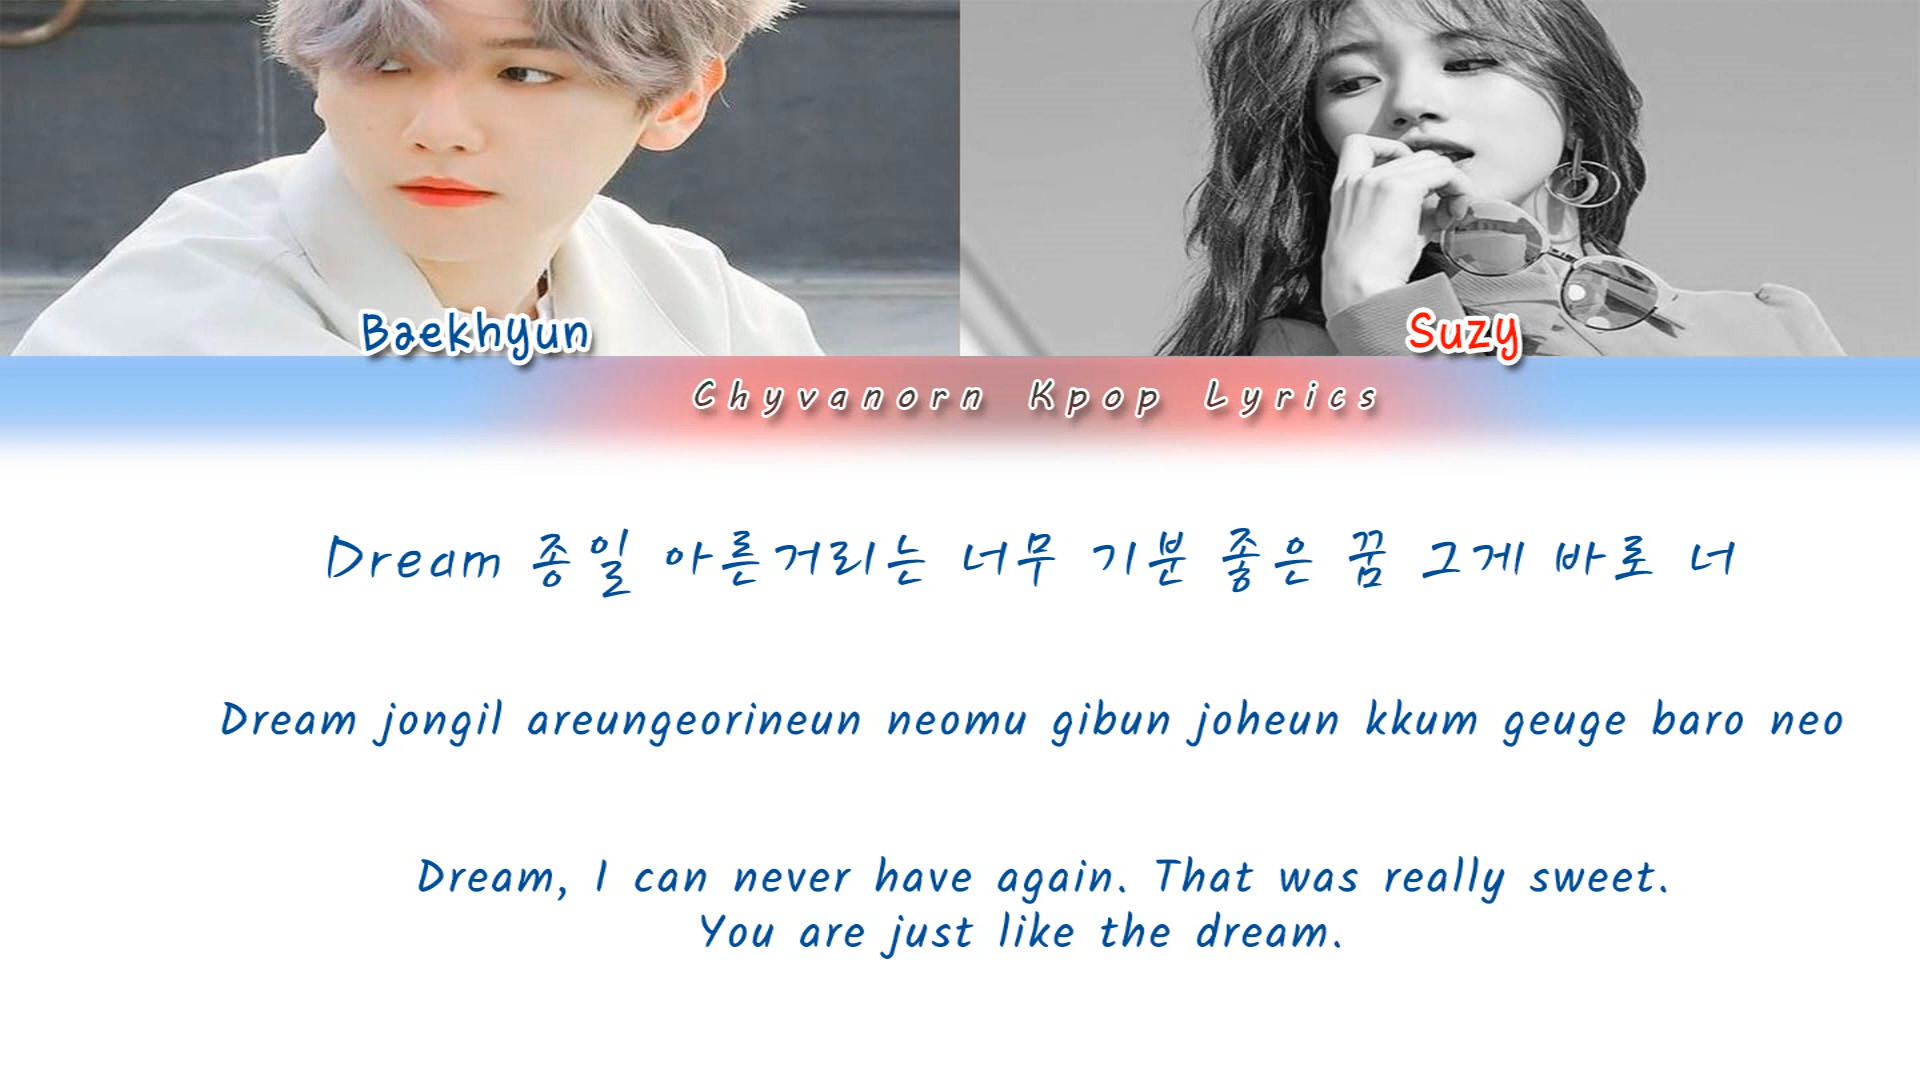 Baekhyun
Suzy
Chyvanorn Kpop Lyrics
Dream 종일 아른거리는 너무 기분 좋은 꿈 그게 바로 너
Dream jongil areungeorineun neomu gibun joheun kkum geuge baro neo
Dream, I can never have again. That was really sweet.
You are just like the dream.